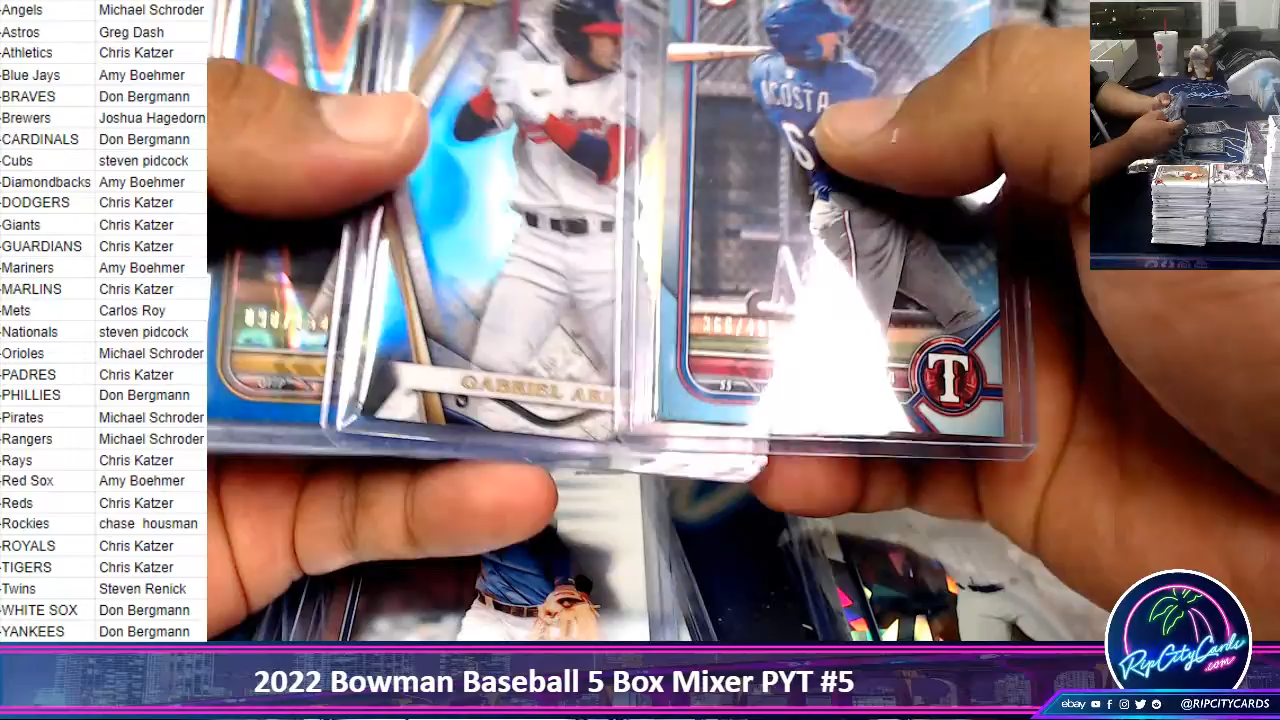 -Angels Michael Schroder
-Astros Greg Dash
-Athletics Chris Katzer
-Blue Jays Amy Boehmer
-BRAVES Don Bergmann
-Brewers Joshua Hagedorn
-CARDINALS Don Bergmann
-Cubs steven pidcock
-Diamondbacks Amy Boehmer
-DODGERS Chris Katzer
-Giants Chris Katzer
-GUARDIANS Chris Katzer
-Mariners Amy Boehmer
-MARLINS Chris Katzer
-Mets Carlos Roy
-Nationals steven pidcock
-Orioles Michael Schroder
-PADRES Chris Katzer
-PHILLIES Don Bergmann
-Pirates Michael Schroder
-Rangers Michael Schroder
-Rays Chris Katzer
-Red Sox Amy Boehmer
-Reds Chris Katzer
-Rockies chase housman
-ROYALS Chris Katzer
-TIGERS Chris Katzer
-Twins Steven Renick
-WHITE SOX Don Bergmann
-YANKEES Don Bergmann
ACOSTA
GABRIEL
SS
T
2022 Bowman Baseball 5 Box Mixer PYT #5
RipCityCards
.com
ebay
@RIPCITYCARDS